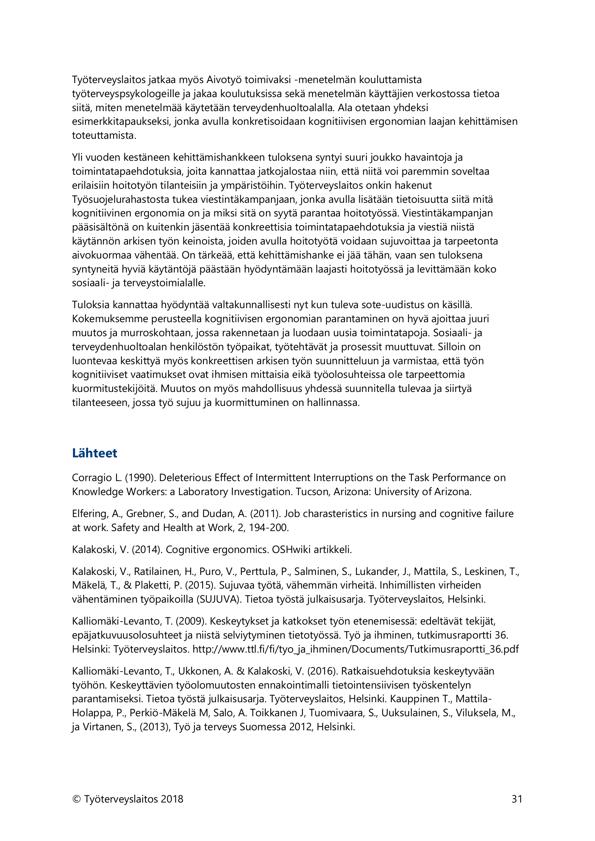 Työterveyslaitos jatkaa myös Aivotyö toimivaksi -menetelmän kouluttamista
työterveyspsykologeille ja jakaa koulutuksissa sekä menetelmän käyttäjien verkostossa tietoa
siitä, miten menetelmää käytetään terveydenhuoltoalalla. Ala otetaan yhdeksi
esimerkkitapaukseksi, jonka avulla konkretisoidaan kognitiivisen ergonomian laajan kehittämisen
toteuttamista.
Yli vuoden kestäneen kehittämishankkeen tuloksena syntyi suuri joukko havaintoja ja
toimintatapaehdotuksia, joita kannattaa jatkojalostaa niin, että niitä voi paremmin soveltaa
erilaisiin hoitotyön tilanteisiin ja ympäristöihin. Työterveyslaitos onkin hakenut
Työsuojelurahastosta tukea viestintäkampanjaan, jonka avulla lisätään tietoisuutta siitä mitä
kognitiivinen ergonomia on ja miksi sitä on syytä parantaa hoitotyössä. Viestintäkampanjan
pääsisältönä on kuitenkin jäsentää konkreettisia toimintatapaehdotuksia ja viestiä niistä
käytännön arkisen työn keinoista, joiden avulla hoitotyötä voidaan sujuvoittaa ja tarpeetonta
aivokuormaa vähentää. On tärkeää, että kehittämishanke ei jää tähän, vaan sen tuloksena
syntyneitä hyviä käytäntöjä päästään hyödyntämään laajasti hoitotyössä ja levittämään koko
sosiaali- ja terveystoimialalle.
Tuloksia kannattaa hyödyntää valtakunnallisesti nyt kun tuleva sote-uudistus on käsillä.
Kokemuksemme perusteella kognitiivisen ergonomian parantaminen on hyvä ajoittaa juuri
muutos ja murroskohtaan, jossa rakennetaan ja luodaan uusia toimintatapoja. Sosiaali- ja
terveydenhuoltoalan henkilöstön työpaikat, työtehtävät ja prosessit muuttuvat. Silloin on
luontevaa keskittyä myös konkreettisen arkisen työn suunnitteluun ja varmistaa, että työn
kognitiiviset vaatimukset ovat ihmisen mittaisia eikä työolosuhteissa ole tarpeettomia
kuormitustekijöitä. Muutos on myös mahdollisuus yhdessä suunnitella tulevaa ja siirtyä
tilanteeseen, jossa työ sujuu ja kuormittuminen on hallinnassa.
Lähteet
Corragio L. (1990). Deleterious Effect of Intermittent Interruptions on the Task Performance on
Knowledge Workers: a Laboratory Investigation. Tucson, Arizona: University of Arizona.
Elfering, A., Grebner, S., and Dudan, A. (2011). Job charasteristics in nursing and cognitive failure
at work. Safety and Health at Work, 2, 194-200.
Kalakoski, V. (2014). Cognitive ergonomics. OSHwiki artikkeli.
Kalakoski, V., Ratilainen, H., Puro, V., Perttula, P., Salminen, S., Lukander, J., Mattila, S., Leskinen, T.,
Mäkelä, T., & Plaketti, P. (2015). Sujuvaa työtä, vähemmän virheitä. Inhimillisten virheiden
vähentäminen työpaikoilla (SUJUVA). Tietoa työstä julkaisusarja. Työterveyslaitos, Helsinki.
Kalliomäki-Levanto, T. (2009). Keskeytykset ja katkokset työn etenemisessä: edeltävät tekijät,
epäjatkuvuusolosuhteet ja niistä selviytyminen tietotyössä. Työ ja ihminen, tutkimusraportti 36.
Helsinki: Työterveyslaitos. http://www.ttl.fi/fi/tyo_ja_ihminen/Documents/Tutkimusraportti_36.pdf
Kalliomäki-Levanto, T., Ukkonen, A. & Kalakoski, V. (2016). Ratkaisuehdotuksia keskeytyvään
työhön. Keskeyttävien työolomuutosten ennakointimalli tietointensiivisen työskentelyn
parantamiseksi. Tietoa työstä julkaisusarja. Työterveyslaitos, Helsinki. Kauppinen T., Mattila-
Holappa, P., Perkiö-Mäkelä M, Salo, A. Toikkanen J, Tuomivaara, S., Uuksulainen, S., Viluksela, M.,
ja Virtanen, S., (2013), Työ ja terveys Suomessa 2012, Helsinki.
© Työterveyslaitos 2018
31